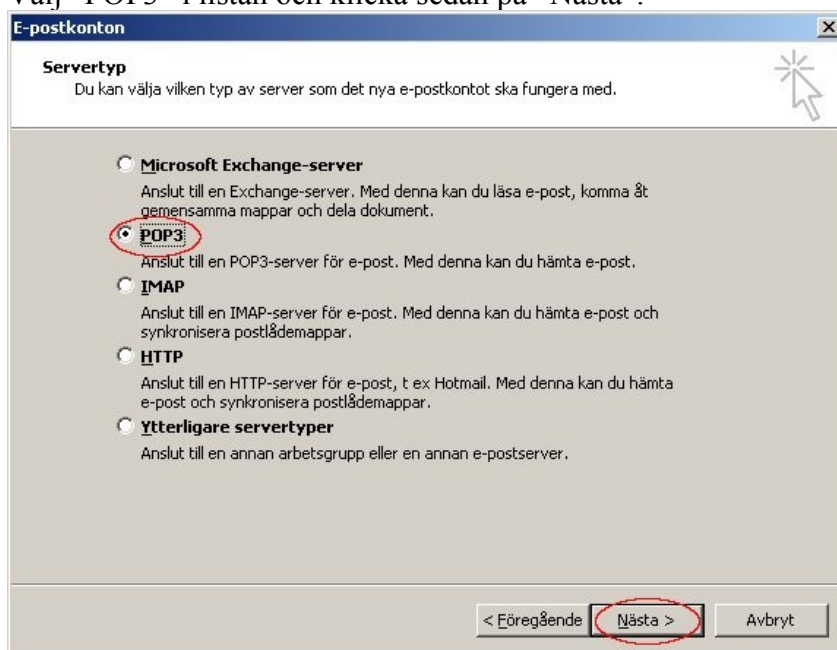 Välj "POP3" i listan och klicka sedan på "Nästa".
E-postkonton
Servertyp
Du kan välja vilken typ av server som det nya e-postkontot ska fungera med.
Microsoft Exchange-server
Anslut till en Exchange-server. Med denna kan du läsa e-post, komma åt
gemensamma mappar och dela dokument.
POP3
Anslut till en POP3-server för e-post. Med denna kan du hämta e-post.
IMAP
Anslut till en IMAP-server för e-post. Med denna kan du hämta e-post och
synkronisera postlådemappar.
HTTP
Anslut till en HTTP-server för e-post, t ex Hotmail. Med denna kan du hämta
e-post och synkronisera postlådemappar.
Ytterligare servertyper
Anslut till en annan arbetsgrupp eller en annan e-postserver.
< Föregående Nästa > Avbryt